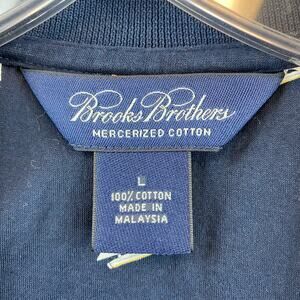 Brooks Brothers
MERCERIZED COTTON
L
100% COTTON
MADE IN
MALAYSIA